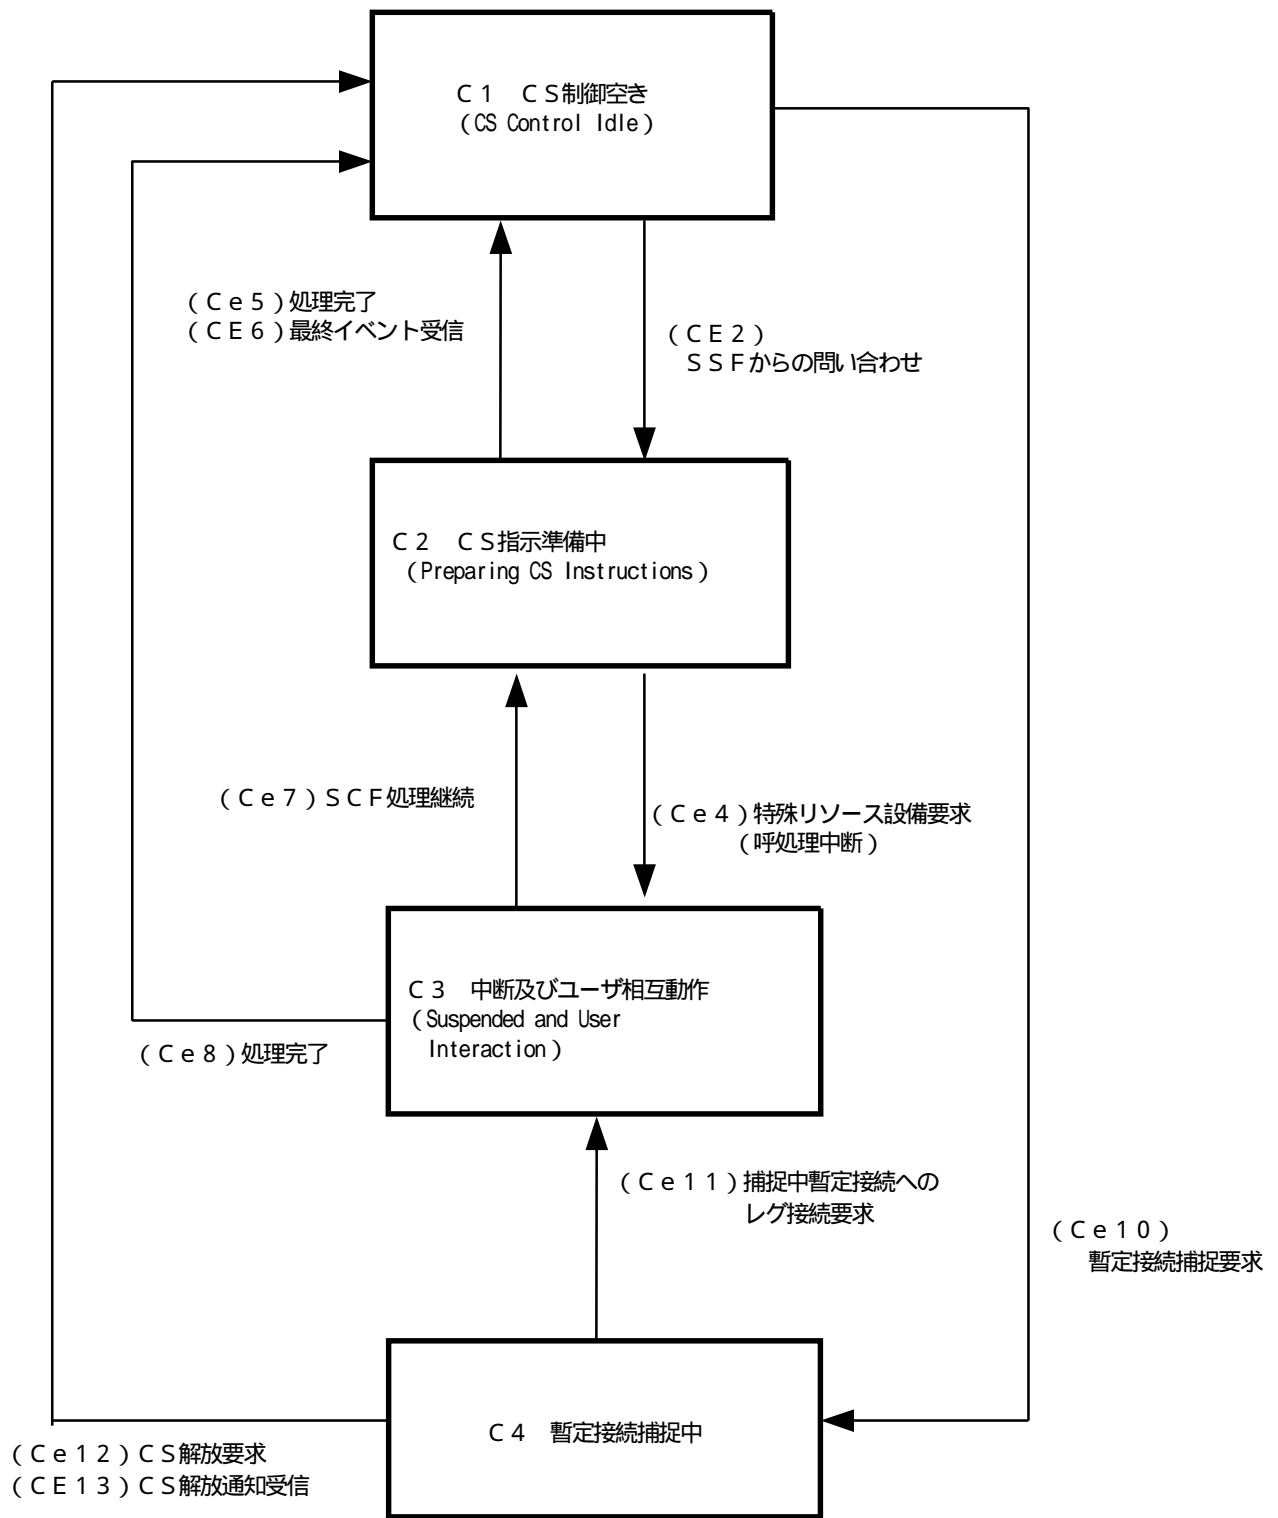 C1 CS制御空き
(CS Control Idle)
(Ce5)処理完了
(CE6)最終イベント受信
(CE2)
SSFからの問い合わせ
C2 CS指示準備中
(Preparing CS Instructions)
(Ce7)SCF処理継続
(Ce4)特殊リソース設備要求
(呼処理中断)
C3 中断及びユーザ相互動作
(Suspended and User
Interaction)
(Ce8)処理完了
(Ce11)捕捉中暫定接続への
レグ接続要求
(Ce10)
暫定接続捕捉要求
C4 暫定接続捕捉中
(Ce12)CS解放要求
(CE13)CS解放通知受信